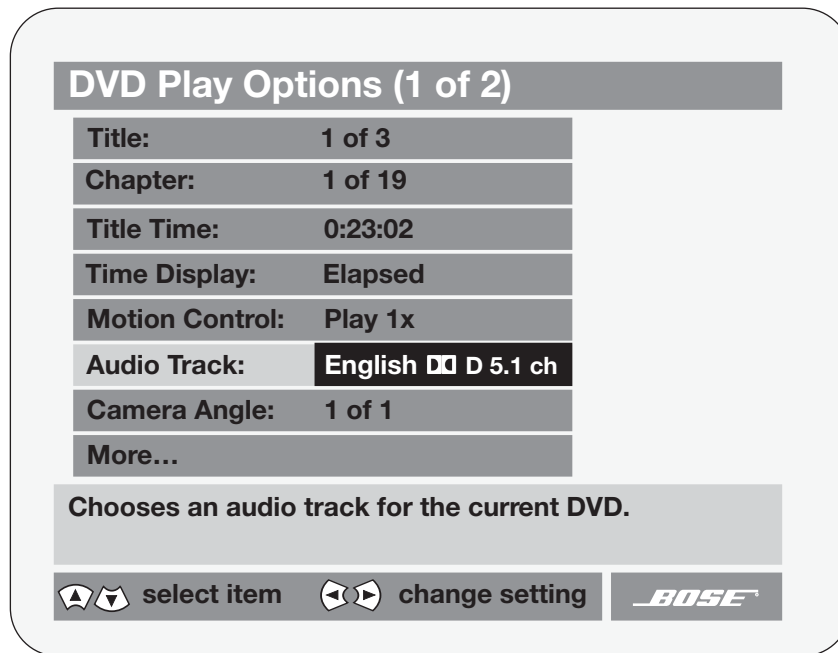 DVD Play Options (1 of 2)
Title: 1 of 3
Chapter: 1 of 19
Title Time: 0:23:02
Time Display: Elapsed
Motion Control: Play 1x
Audio Track: English D 5.1 ch
Camera Angle: 1 of 1
More…
Chooses an audio track for the current DVD.
select item change setting BOSE